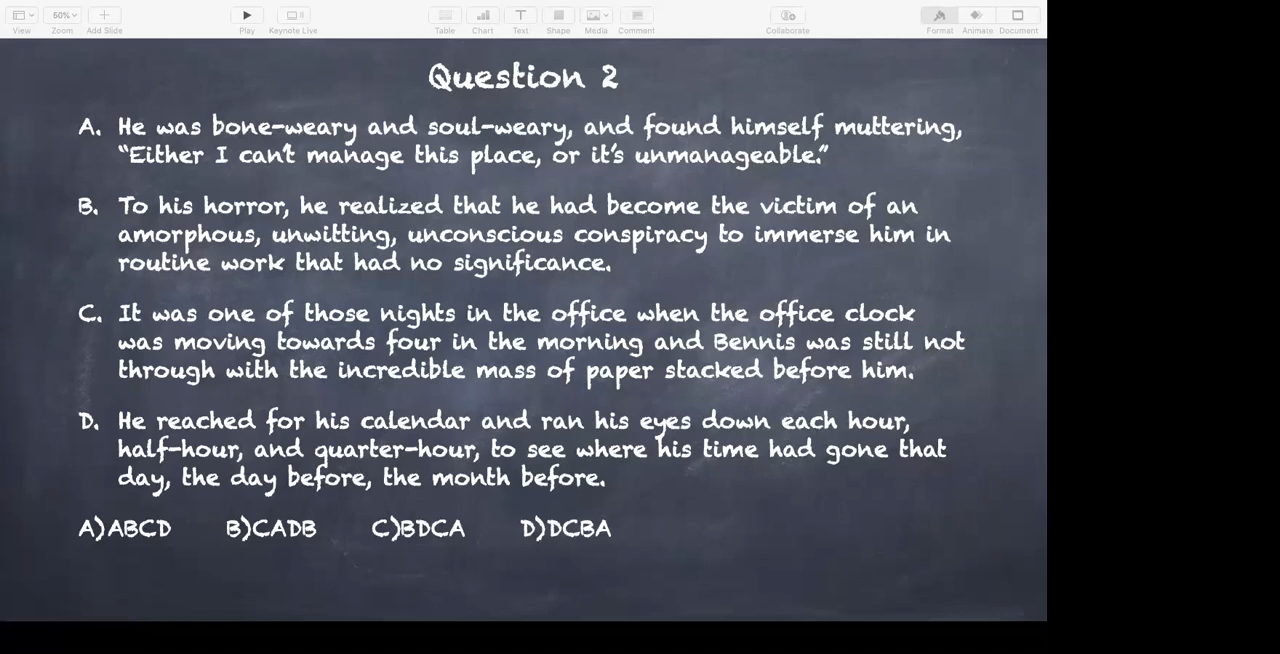 View
50%
Zoom
Add Slide
Play
Keynote Live
Table
Chart
Text
Shape
Media
Comment
Collaborate
Format
Animate
Document
Question 2
A. He was bone-weary and soul-weary, and found himself muttering,
“Either I can't manage this place, or it's unmanageable.”
B. To his horror, he realized that he had become the victim of an
amorphous, unwitting, unconscious conspiracy to immerse him in
routine work that had no significance.
C. It was one of those nights in the office when the office clock
was moving towards four in the morning and Bennis was still not
through with the incredible mass of paper stacked before him.
D. He reached for his calendar and ran his eyes down each hour,
half-hour, and quarter-hour, to see where his time had gone that
day, the day before, the month before.
A)ABCD B)CADB C)BDCA D)DCBA